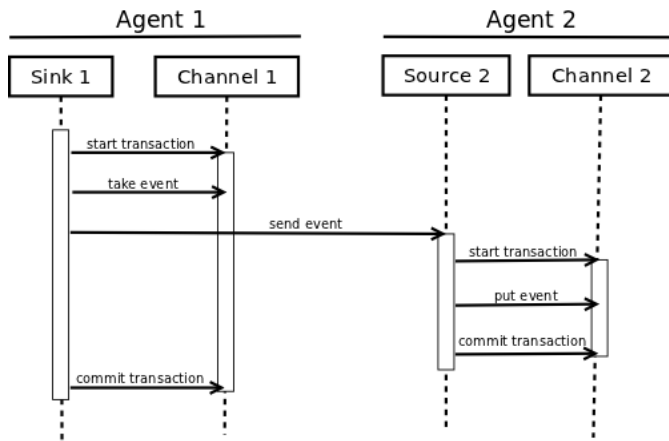 Agent 1
Agent 2
Sink 1
Channel 1
Source 2
Channel 2
start transaction
take event
send event
start transaction
put event
commit transaction
commit transaction